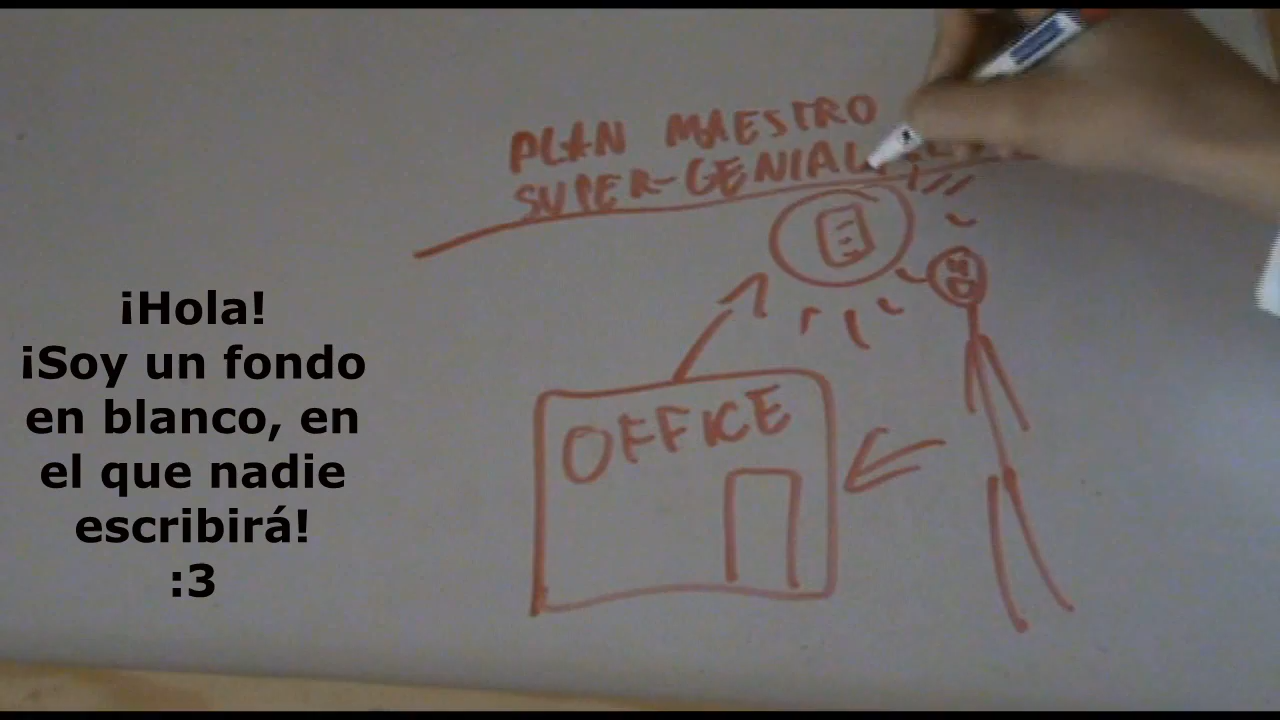 PLAN MAESTRO
SUPER-GENIAL
OFFICE
¡Hola!
¡Soy un fondo
en blanco, en
el que nadie
escribirá!
:3